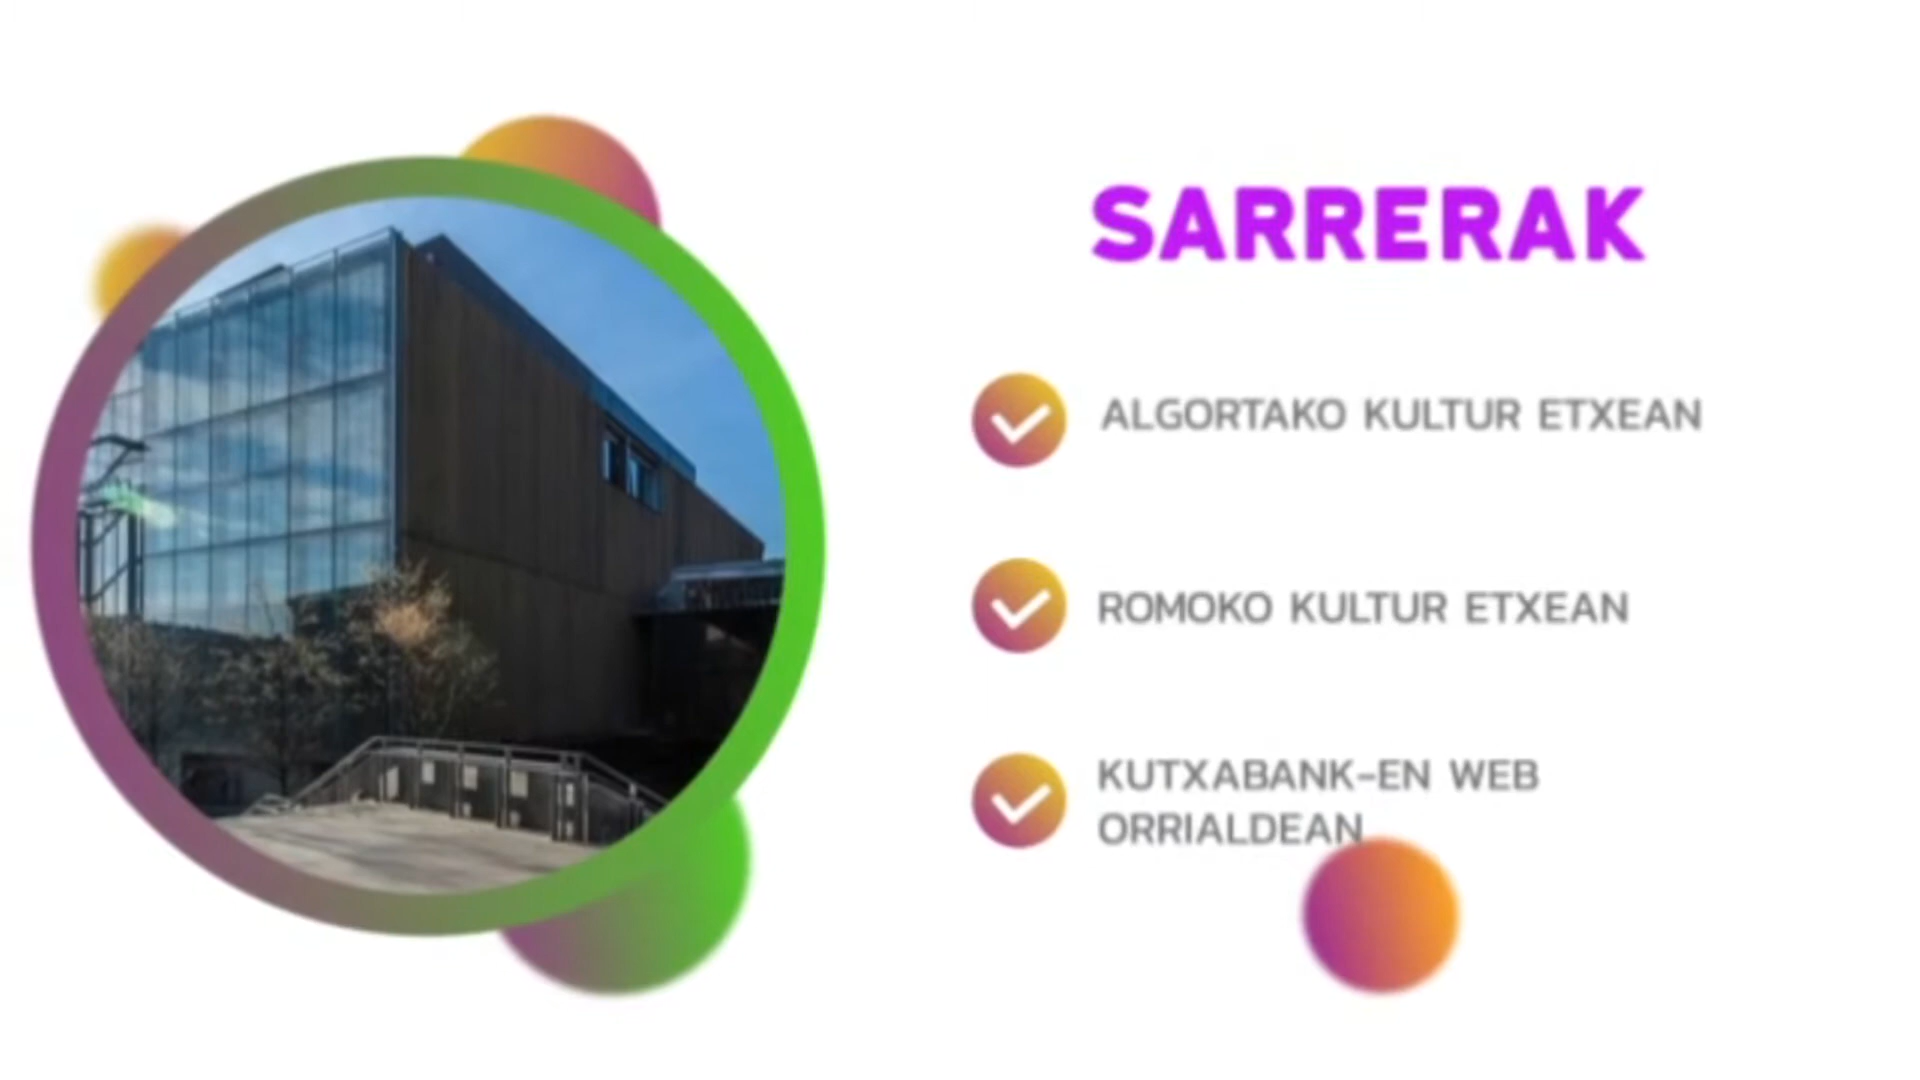 SARRERAK
ALGORTAKO KULTUR ETXEAN
ROMOKO KULTUR ETXEAN
KUTXABANK-EN WEB
ORRIALDEAN